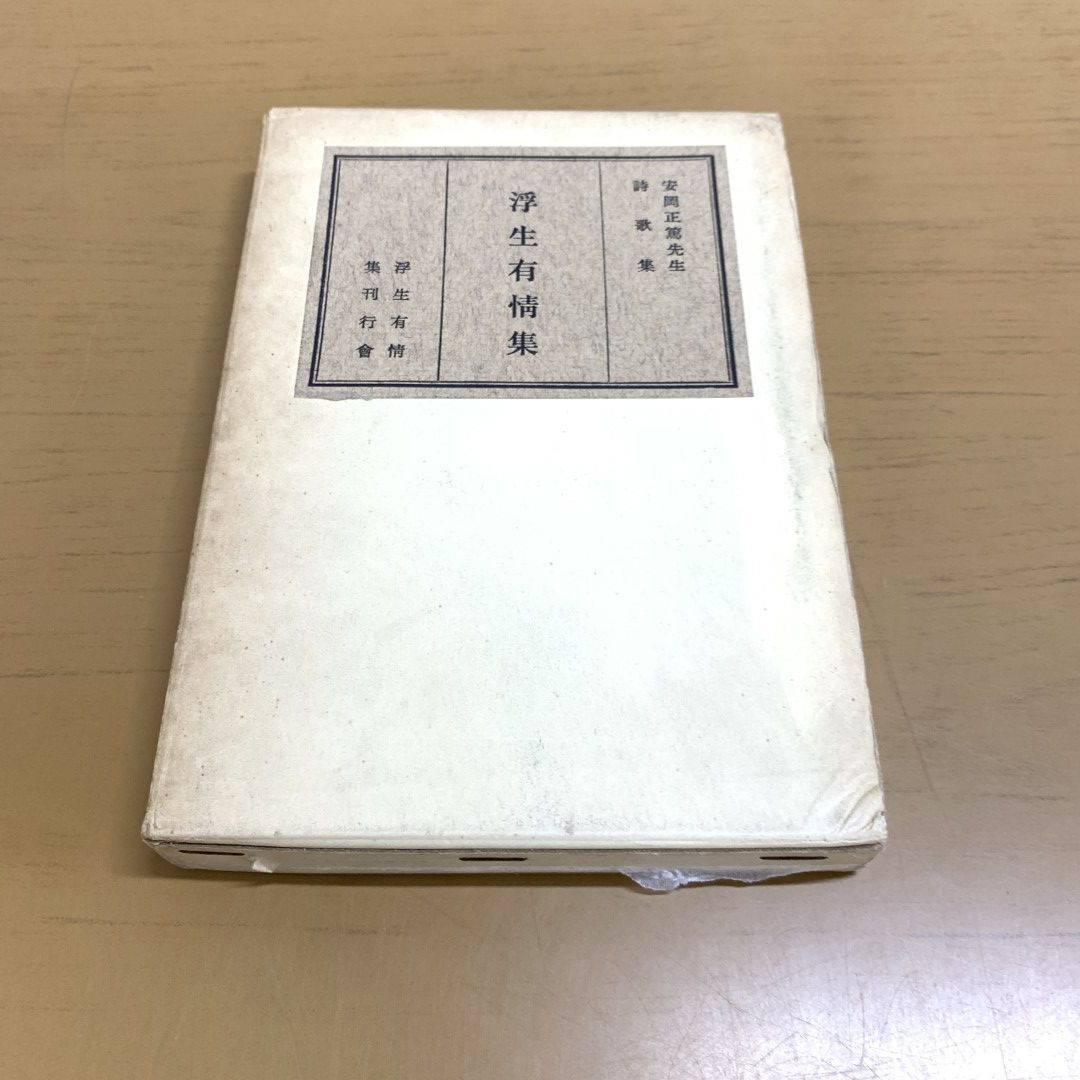 安岡正篤先生
詩歌集
浮生有情集
浮生有情
集刊行會